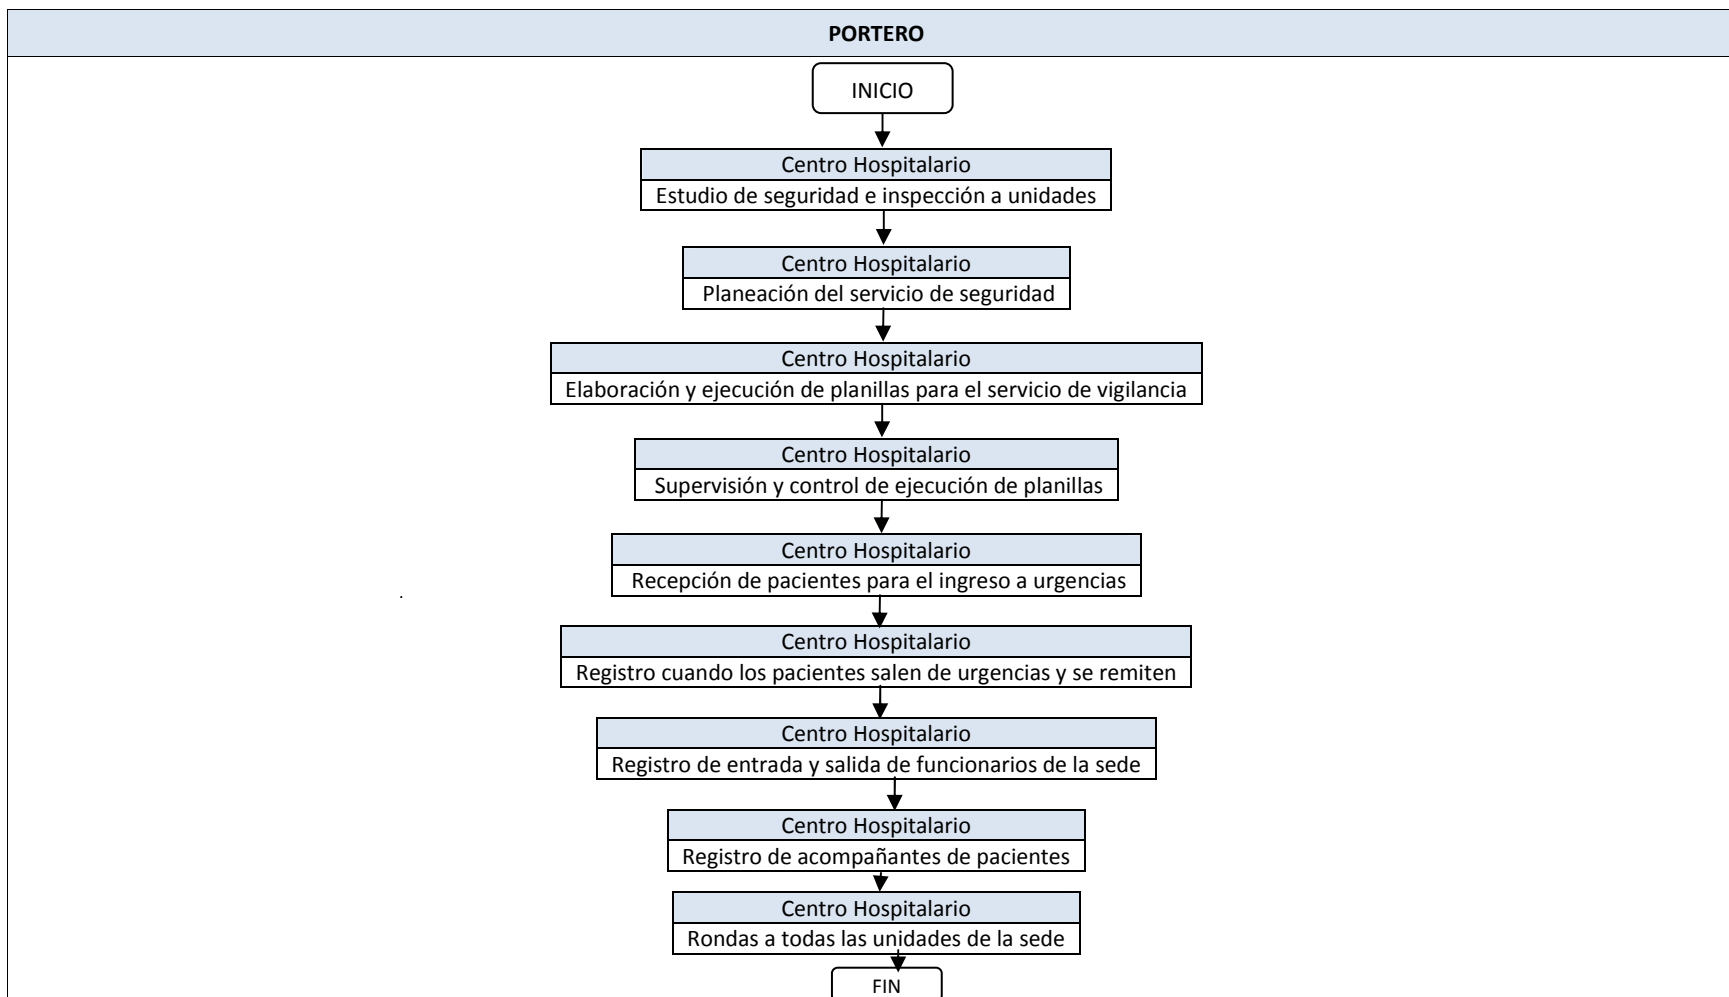 PORTERO
INICIO
Centro Hospitalario
Estudio de seguridad e inspección a unidades
Centro Hospitalario
Planeación del servicio de seguridad
Centro Hospitalario
Elaboración y ejecución de planillas para el servicio de vigilancia
Centro Hospitalario
Supervisión y control de ejecución de planillas
Centro Hospitalario
Recepción de pacientes para el ingreso a urgencias
.
Centro Hospitalario
Registro cuando los pacientes salen de urgencias y se remiten
Centro Hospitalario
Registro de entrada y salida de funcionarios de la sede
Centro Hospitalario
Registro de acompañantes de pacientes
Centro Hospitalario
Rondas a todas las unidades de la sede
FIN